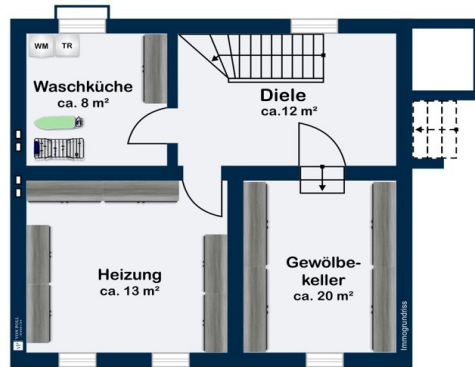 WM TR
Waschküche
ca. 8 m²
Diele
ca.12 m²
Heizung
ca. 13 m²
Gewölbe-
keller
ca. 20 m²
Immogrundriss